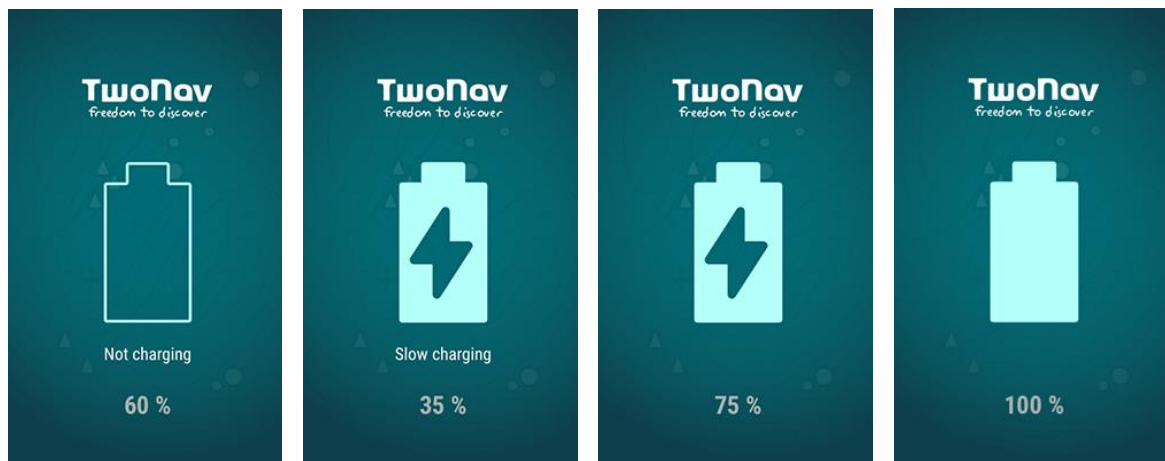 TwoNav
freedom to discover
Not charging
60 %
TwoNav
freedom to discover
Slow charging
35 %
TwoNav
freedom to discover
75 %
TwoNav
freedom to discover
100 %